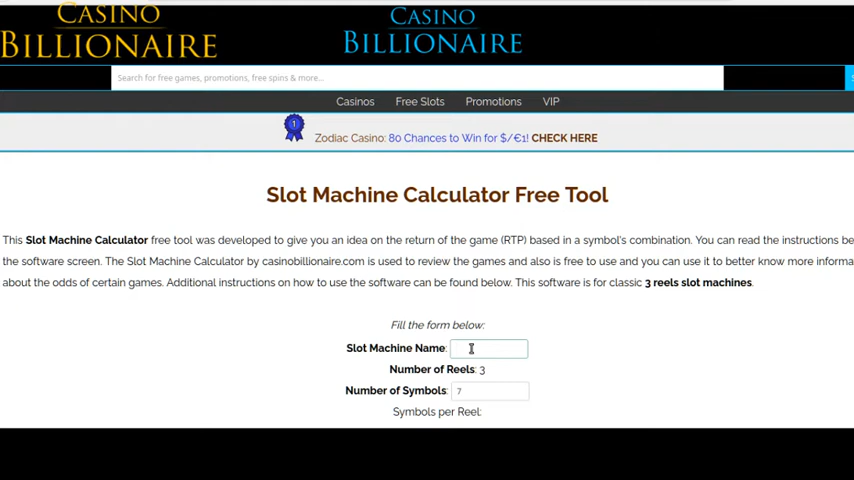 CASINO
BILLIONAIRE
CASINO
BILLIONAIRE
Search for free games, promotions, free spins & more...
Casinos Free Slots Promotions VIP
1
Zodiac Casino: 80 Chances to Win for $/€1! CHECK HERE
Slot Machine Calculator Free Tool
This Slot Machine Calculator free tool was developed to give you an idea on the return of the game (RTP) based in a symbol's combination. You can read the instructions be
the software screen. The Slot Machine Calculator by casinobillionaire.com is used to review the games and also is free to use and you can use it to better know more informa
about the odds of certain games. Additional instructions on how to use the software can be found below. This software is for classic 3 reels slot machines.
Fill the form below:
Slot Machine Name:
Number of Reels: 3
Number of Symbols: 7
Symbols per Reel: